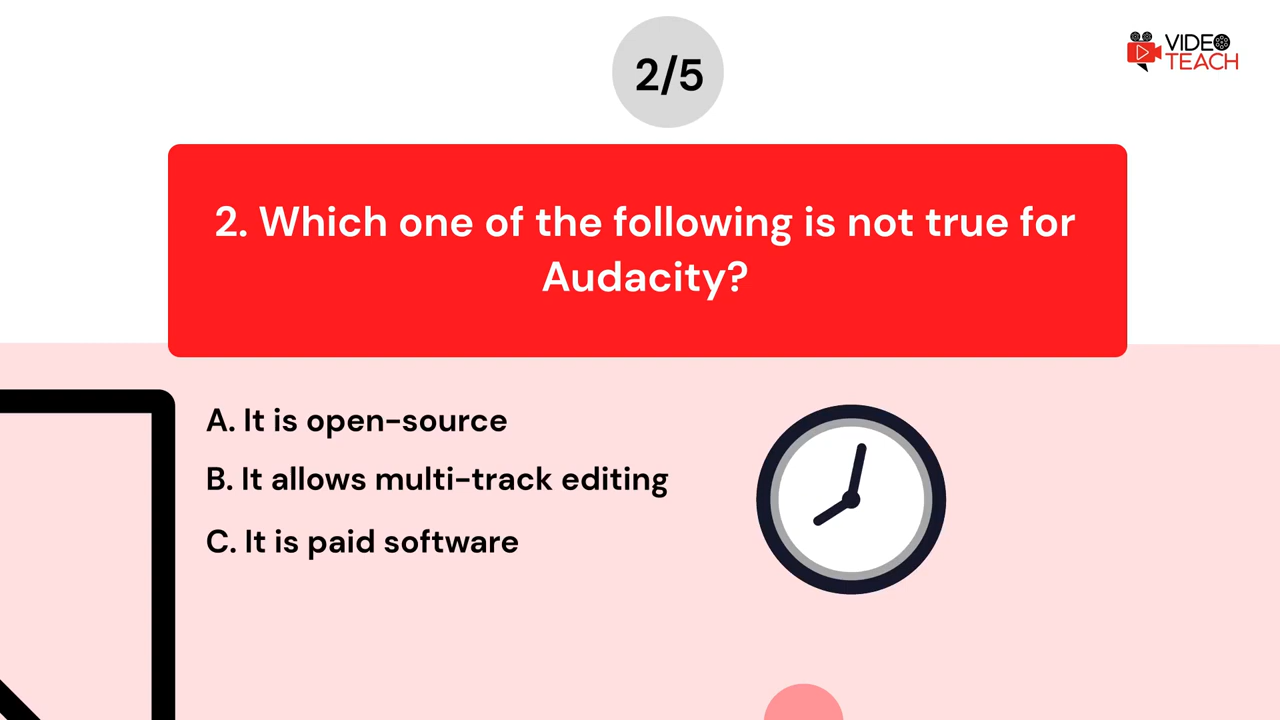 2/5
VIDEO
TEACH
2. Which one of the following is not true for
Audacity?
A. It is open-source
B. It allows multi-track editing
C. It is paid software